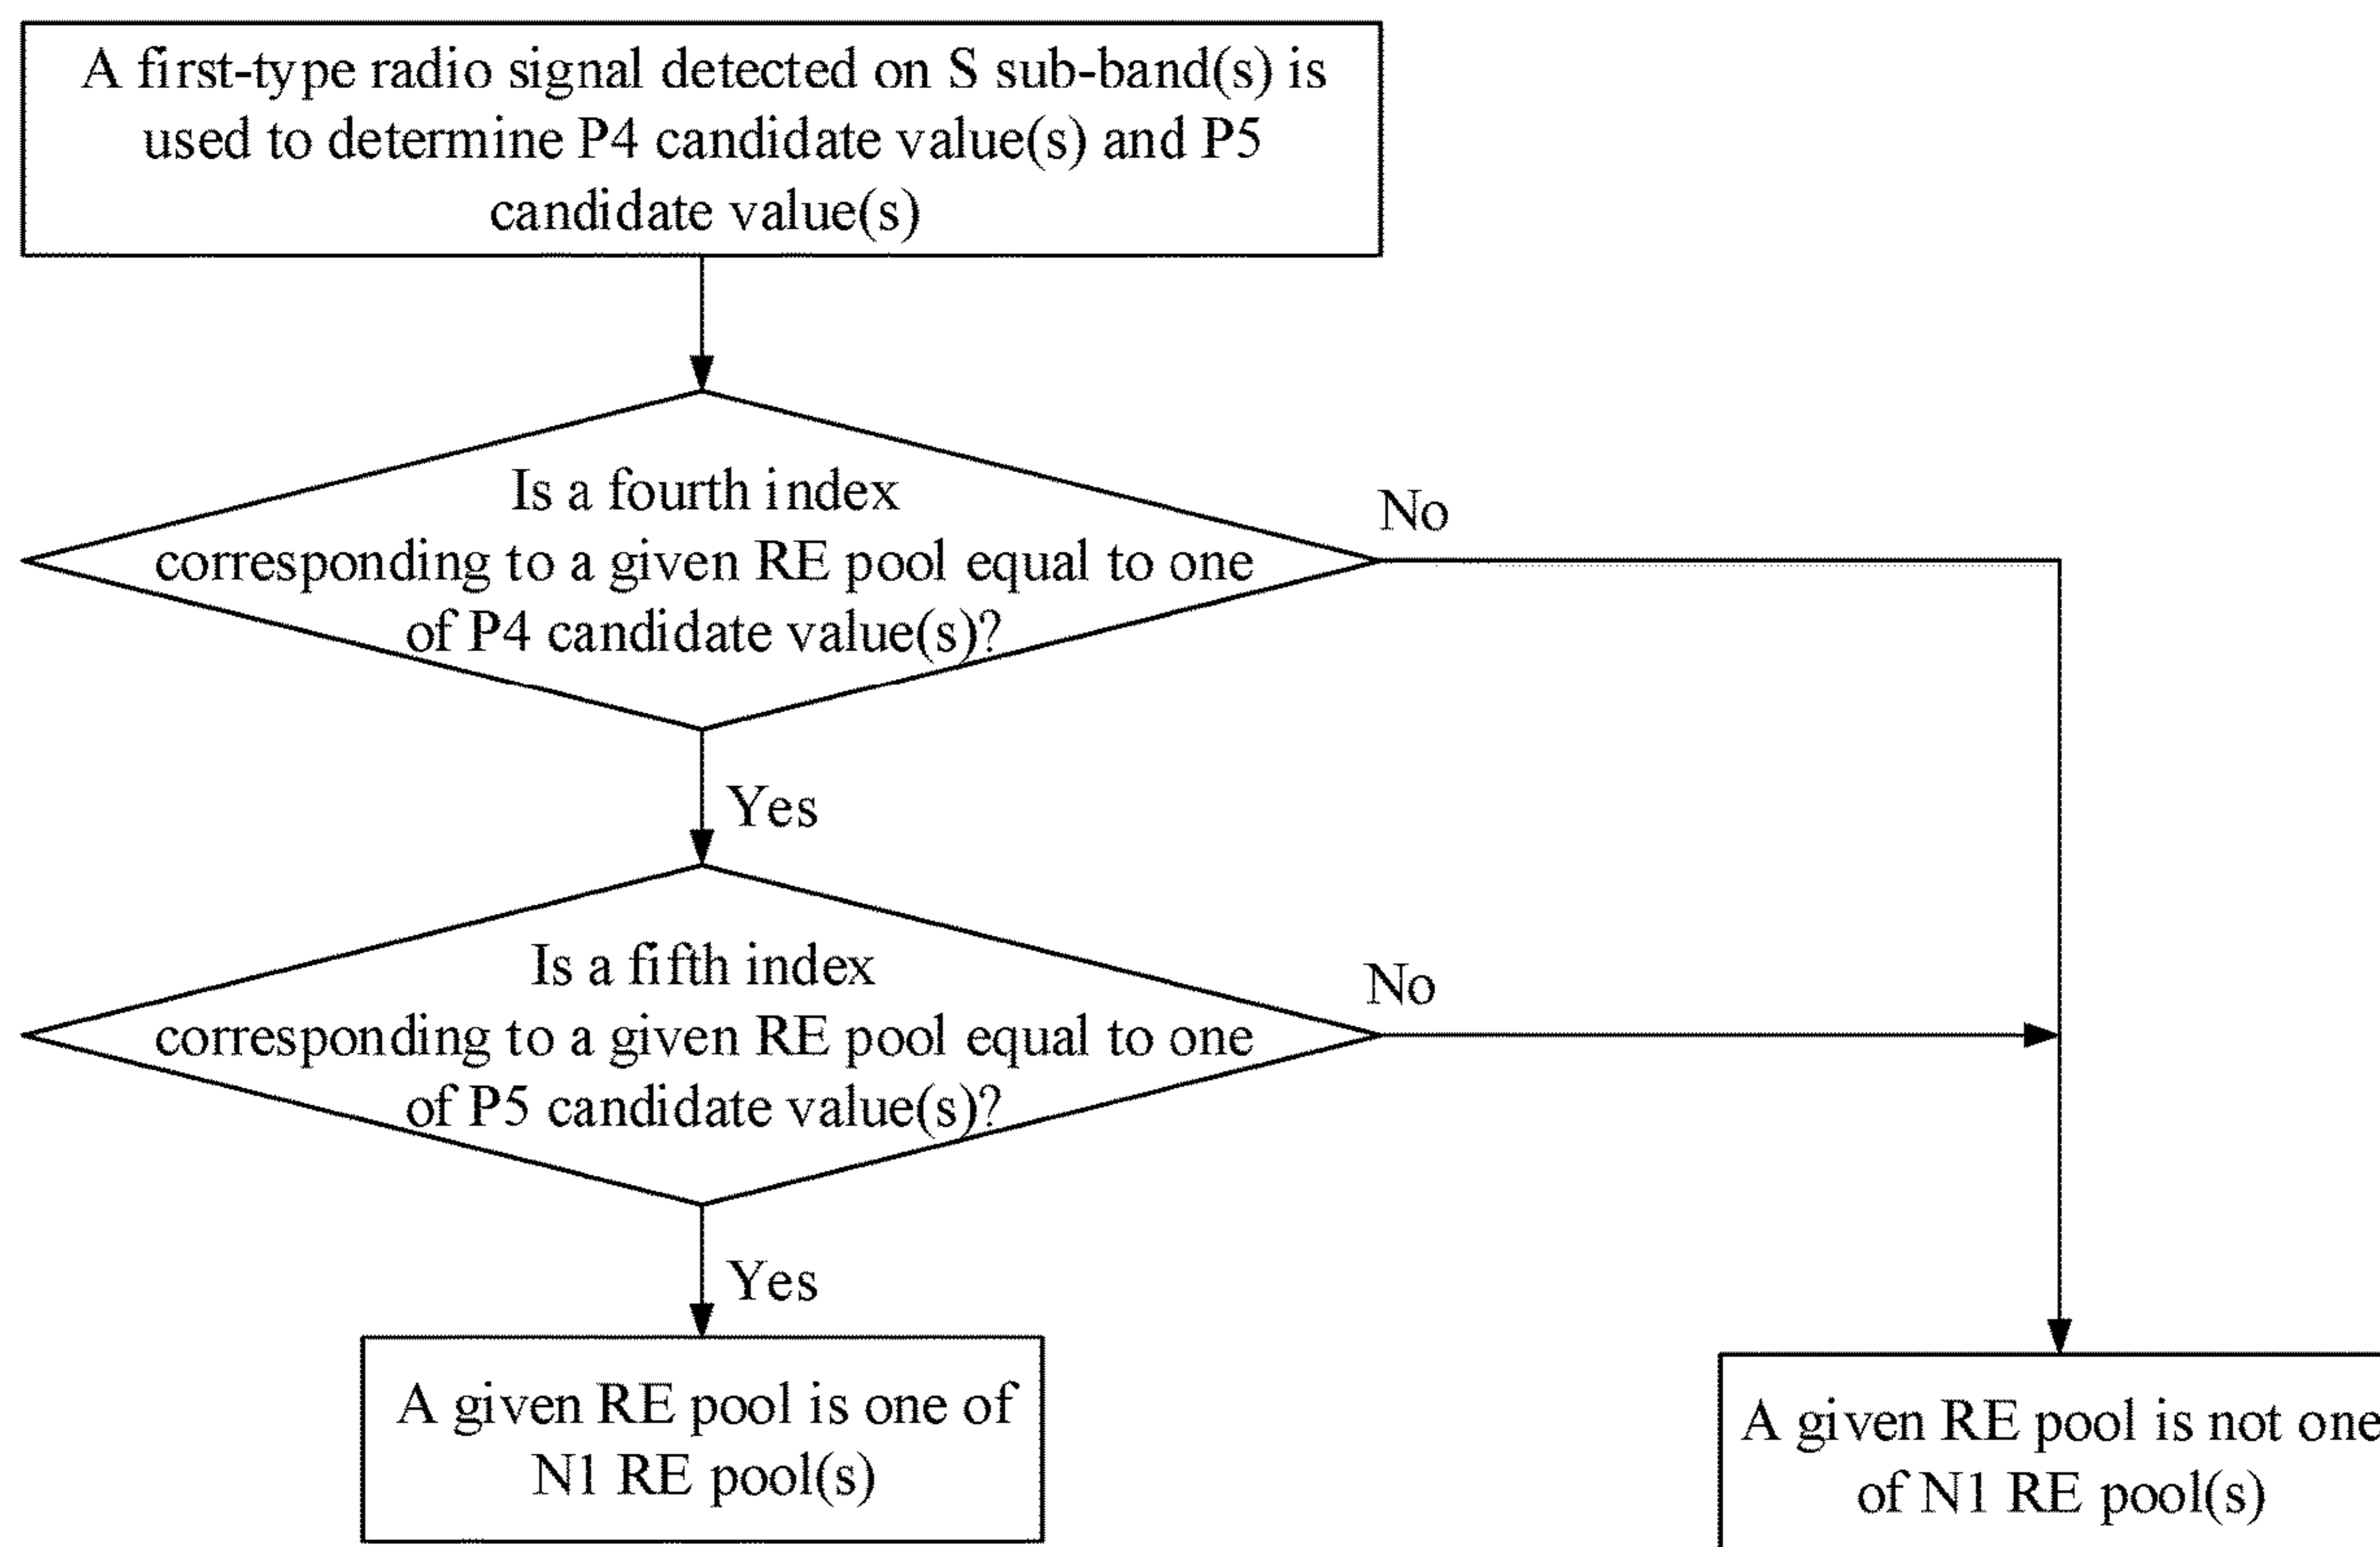 A first-type radio signal detected on S sub-band(s) is
used to determine P4 candidate value(s) and P5
candidate value(s)
Is a fourth index
corresponding to a given RE pool equal to one
of P4 candidate value(s)?
No
Yes
Is a fifth index
corresponding to a given RE pool equal to one
of P5 candidate value(s)?
No
Yes
A given RE pool is one of
N1 RE pool(s)
A given RE pool is not one
of N1 RE pool(s)